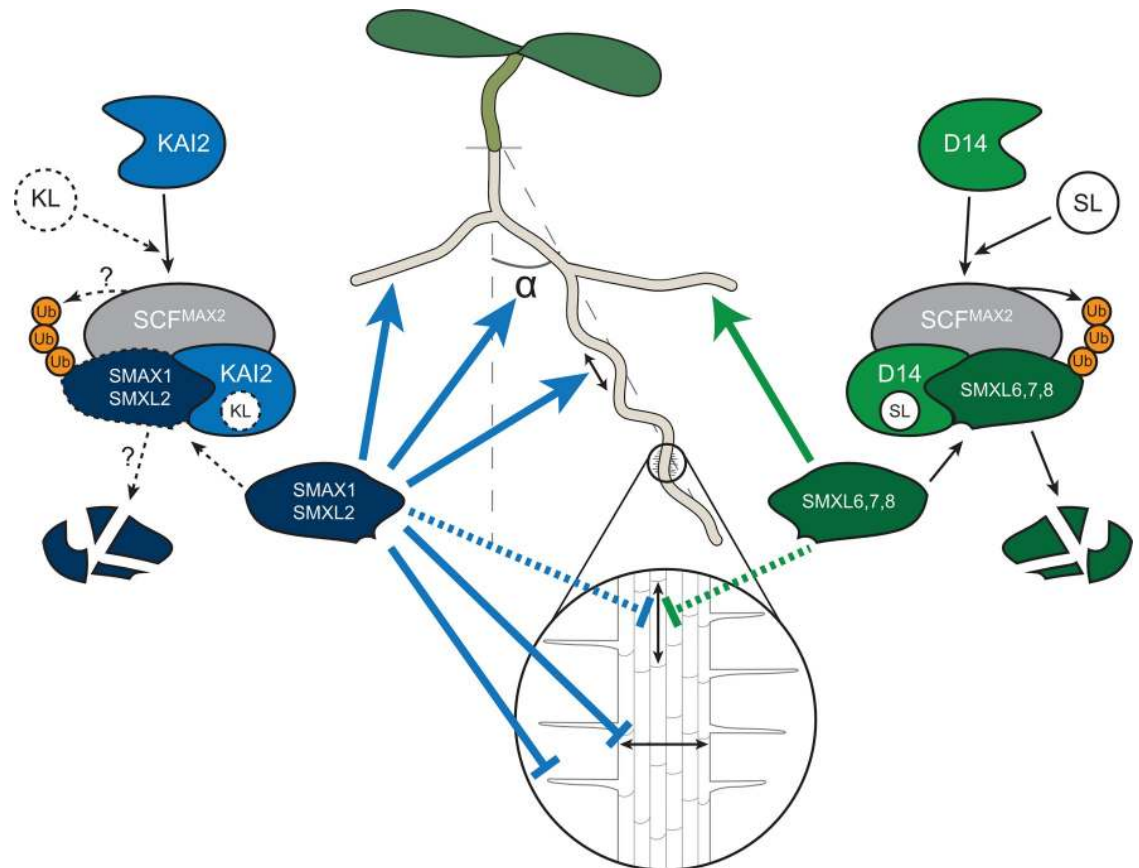 KAI2
D14
KL
SL
?
α
Ub
Ub
Ub
SCFMAX2
SCFMAX2
Ub
Ub
Ub
SMAX1
SMXL2
KAI2
KL
D14
SL
SMXL6,7,8
?
SMAX1
SMXL2
SMXL6,7,8